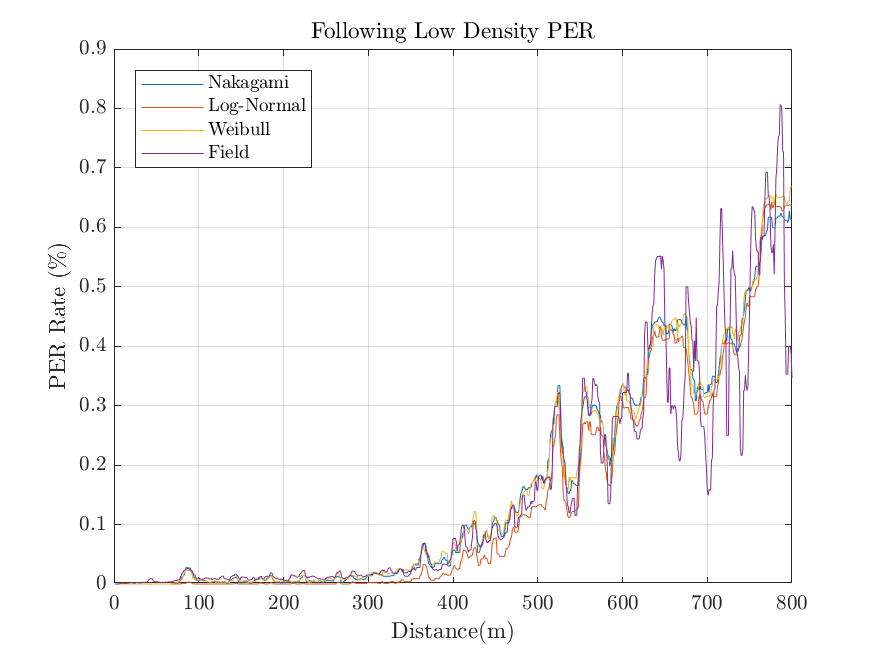 Following Low Density PER
0.9
0.8
0.7
0.6
0.5
0.4
0.3
0.2
0.1
0
PER Rate (%)
Nakagami
Log-Normal
Weibull
Field
0 100 200 300 400 500 600 700 800
Distance(m)